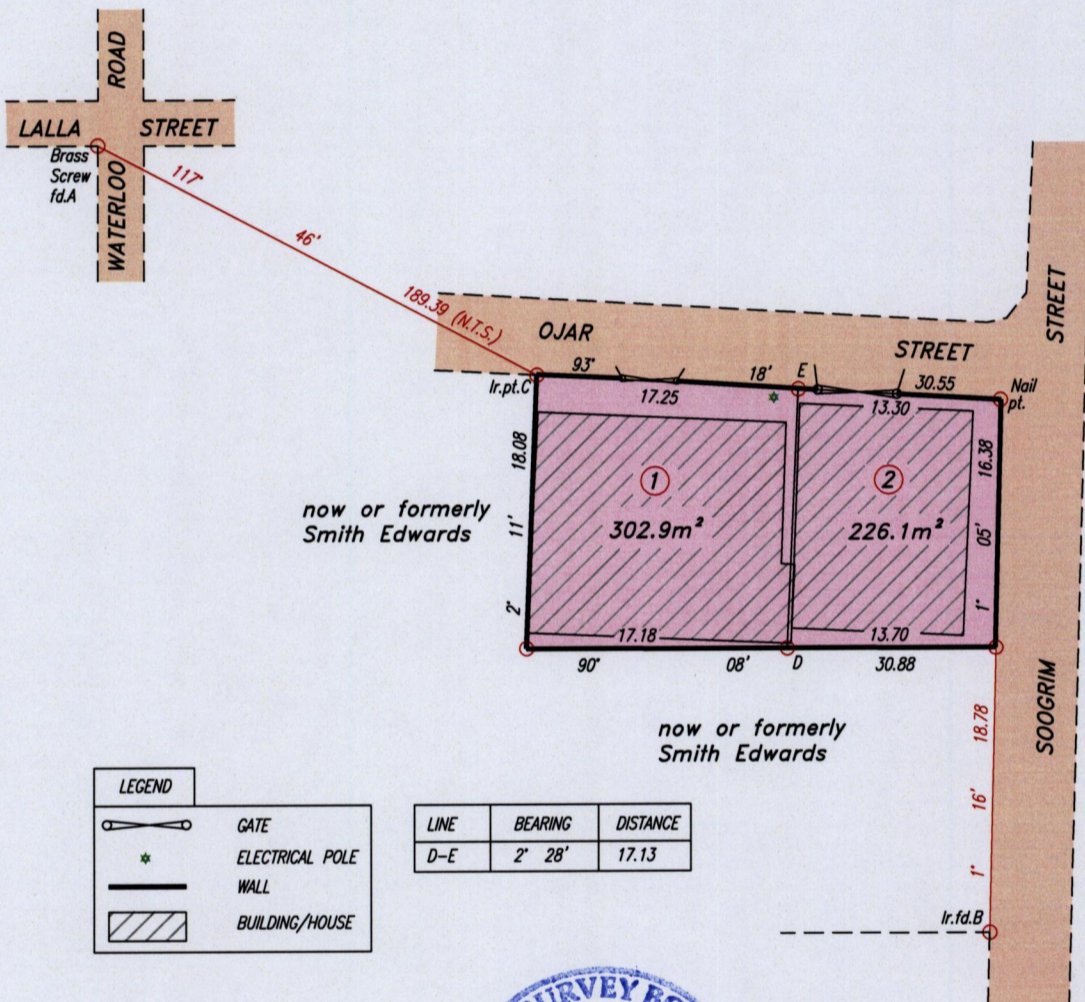 ROAD
LALLA STREET
Brass
Screw
fd.A
WATERLOO
117°
46'
189.39 (N.T.S.)
OJAR STREET
STREET
SOOGRIM
Ir.pt.C
93° 18' E 30.55
Nail
pt.
17.25
13.30
18.08
11'
2°
16.38
05'
1°
1
302.9m²
2
226.1m²
now or formerly
Smith Edwards
17.18
13.70
90° 08' D 30.88
now or formerly
Smith Edwards
18.78
16'
1°
Ir.fd.B
LEGEND
GATE
ELECTRICAL POLE
WALL
BUILDING/HOUSE
LINE BEARING DISTANCE
D-E 2° 28' 17.13
SURVEY BO